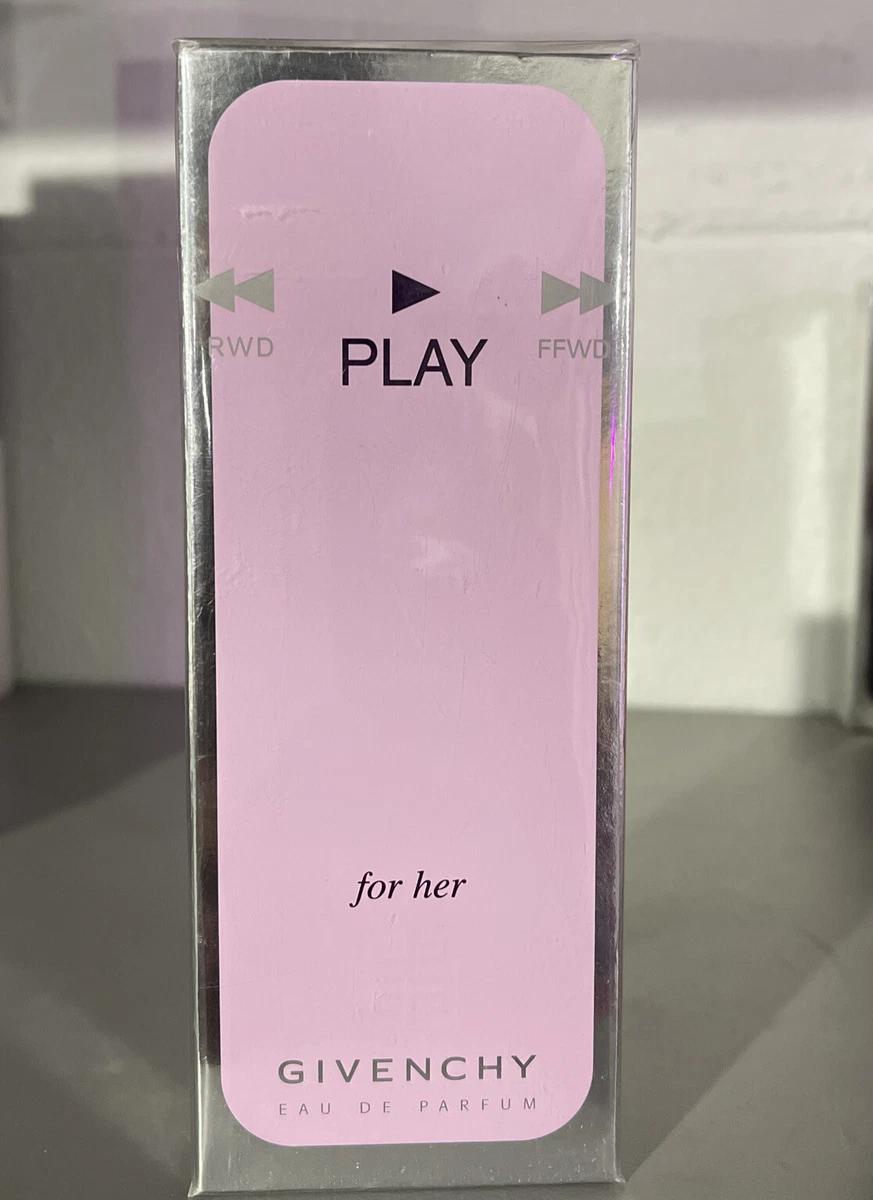 RWD PLAY FFWD
for her
GIVENCHY
EAU DE PARFUM